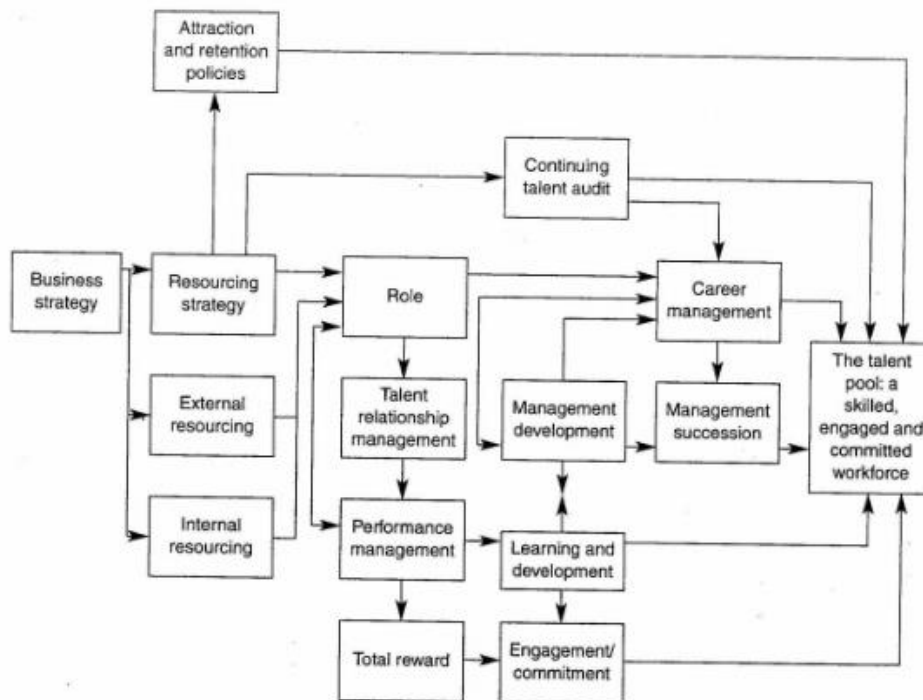 Attraction
and retention
policies
Continuing
talent audit
Business
strategy
Resourcing
strategy
Role
Career
management
External
resourcing
Talent
relationship
management
Management
development
Management
succession
The talent
pool: a
skilled,
engaged and
committed
workforce
Internal
resourcing
Performance
management
Learning and
development
Total reward
Engagement/
commitment